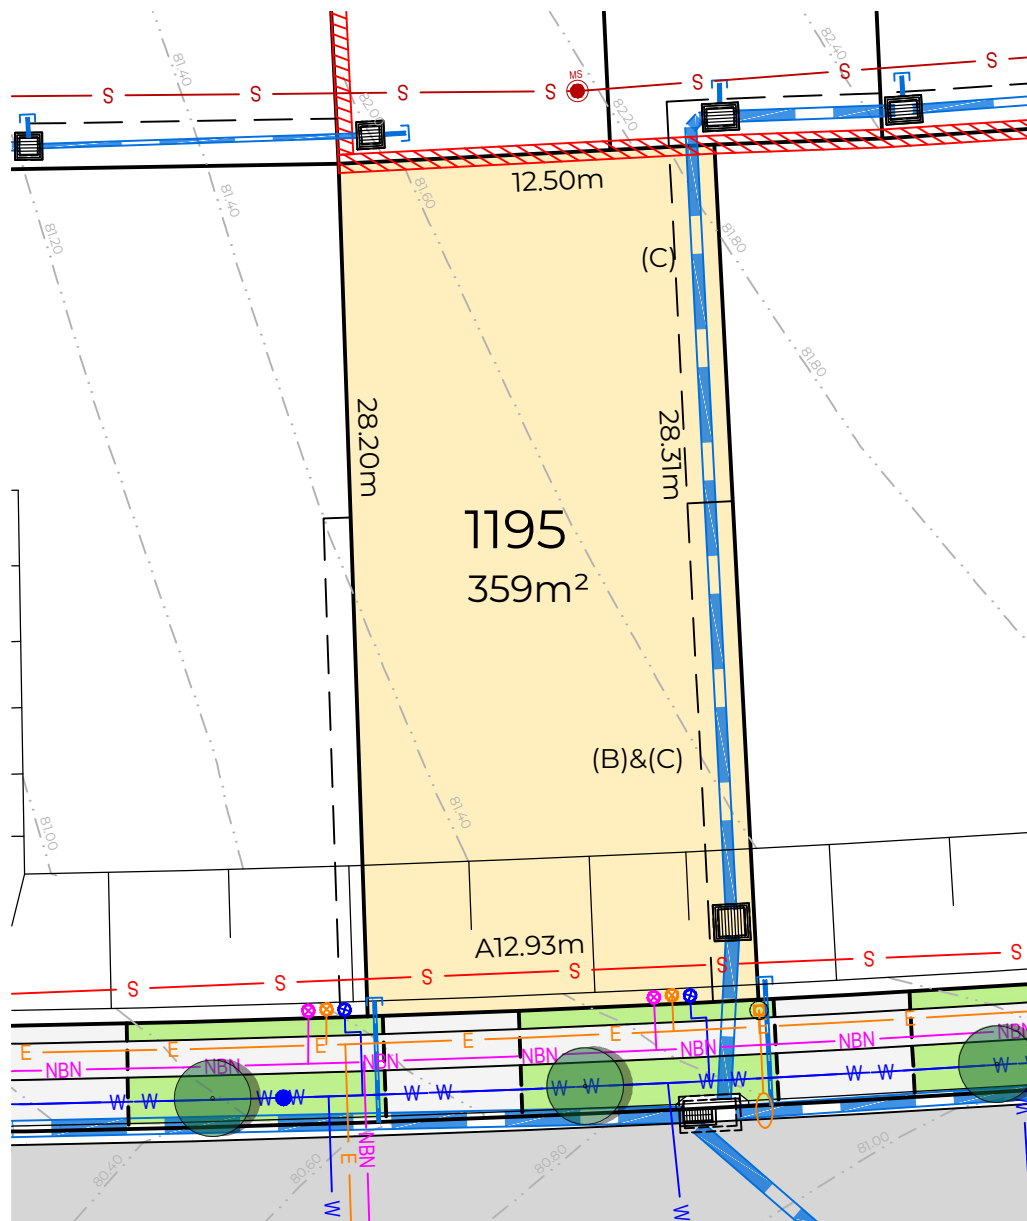 81.40
82.40
S
S
S
S
MS
S
S
S
82.00
82.20
12.50m
81.20
81.40
81.60
81.80
(C)
81.80
28.20m
28.31m
1195
359m²
(B)&(C)
81.00
81.40
A12.93m
S
S
S
S
S
S
S
E
E
E
E
E
E
NBN
NBN
NBN
NBN
NBN
NBN
NBN
W
W
W
W
W
W
W
W
W
W
W
W
W
W
E
NBN
W
W
W
80.40
80.60
80.80
81.00